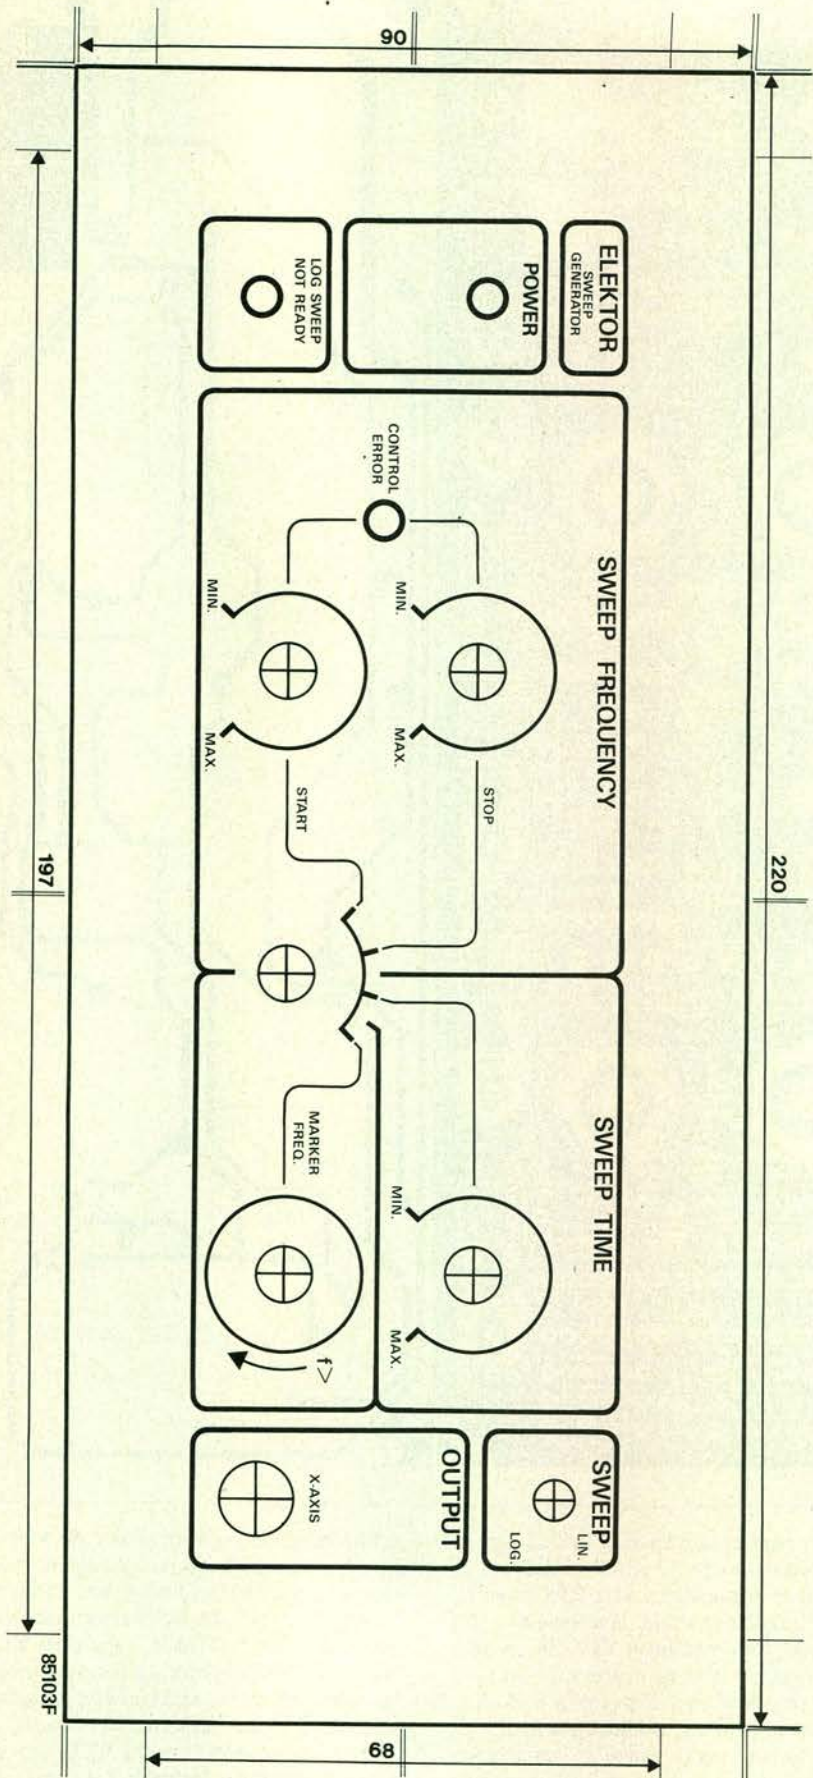 90
220
197
68
85103F
ELEKTOR
SWEEP
GENERATOR
POWER
LOG SWEEP
NOT READY
SWEEP FREQUENCY
CONTROL
ERROR
MIN.
MAX.
STOP
MIN.
MAX.
START
SWEEP TIME
MIN.
MAX.
MARKER
FREQ.
f>
SWEEP
LIN.
LOG.
OUTPUT
X-AXIS